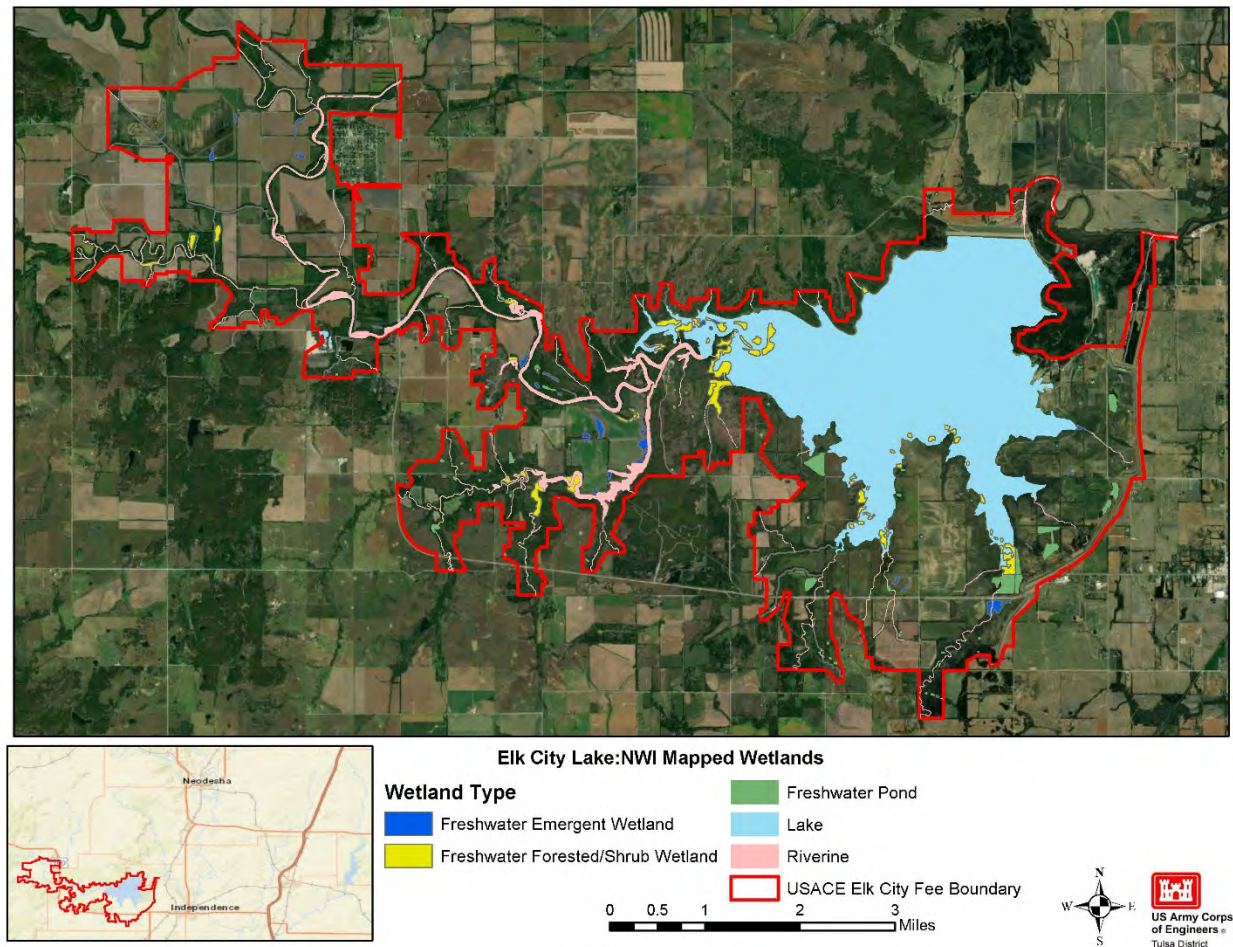 Elk City Lake:NWI Mapped Wetlands
Neodesha
Independence
Wetland Type
Freshwater Emergent Wetland
Freshwater Forested/Shrub Wetland
Freshwater Pond
Lake
Riverine
USACE Elk City Fee Boundary
0 0.5 1 2 3
Miles
N
W E
S
US Army Corps
of Engineers ®
Tulsa District